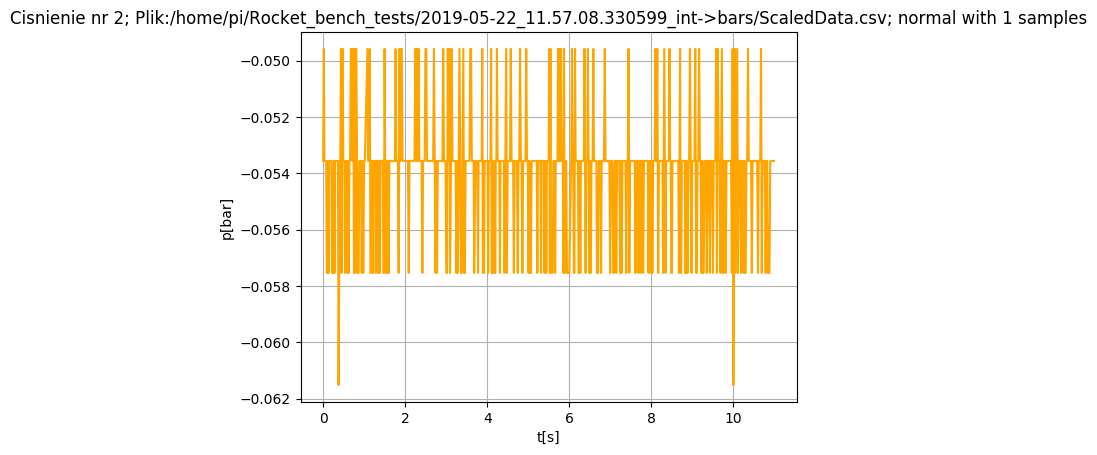 Cisnienie nr 2; Plik:/home/pi/Rocket_bench_tests/2019-05-22_11.57.08.330599_int->bars/ScaledData.csv; normal with 1 samples
p[bar]
−0.050
−0.052
−0.054
−0.056
−0.058
−0.060
−0.062
0 2 4 6 8 10
t[s]